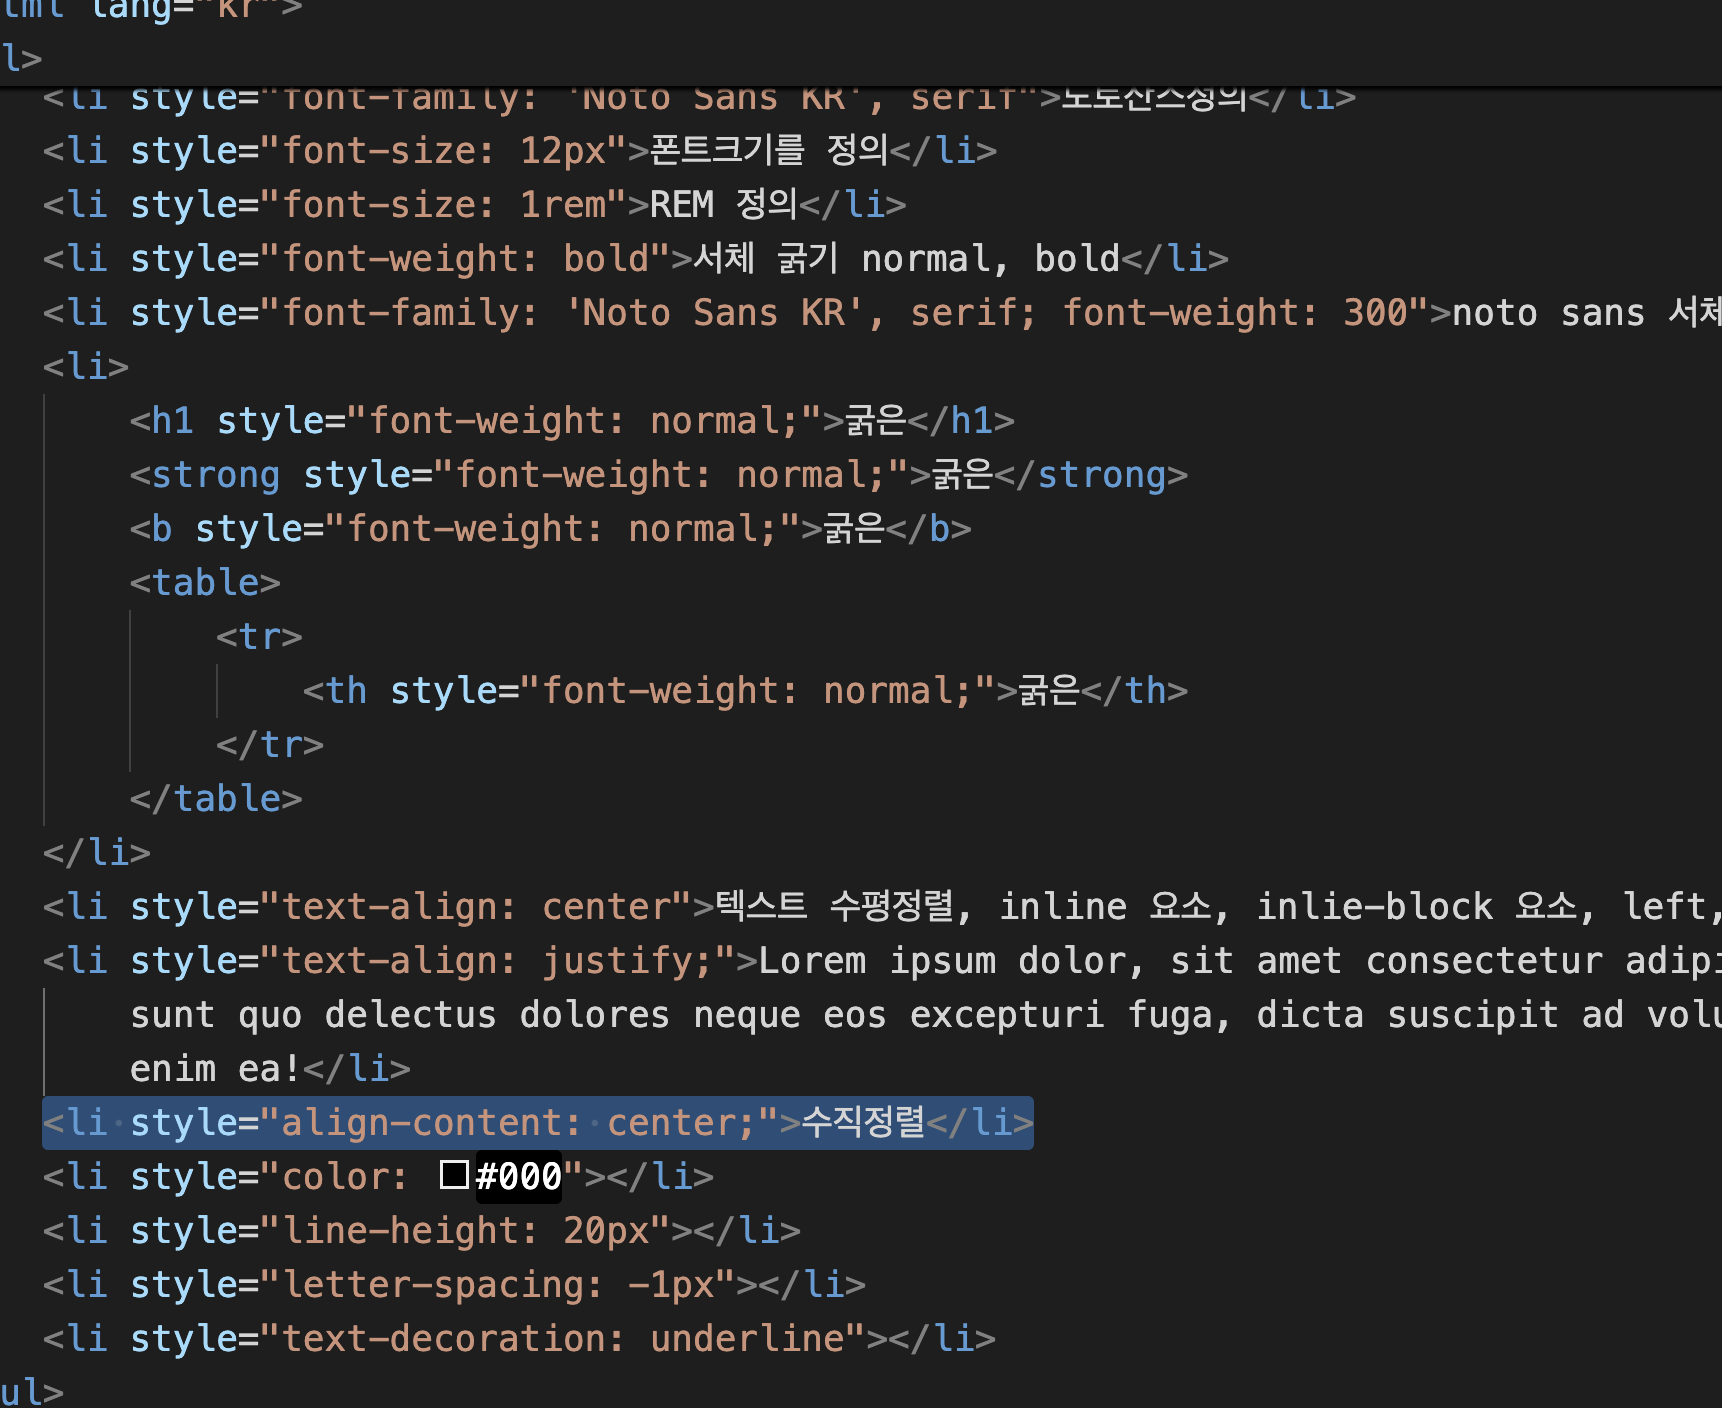 tml lang="kr">
l>
<li style="font-family: 'Noto Sans KR', serif">노토산스정의</li>
<li style="font-size: 12px">폰트크기를 정의</li>
<li style="font-size: 1rem">REM 정의</li>
<li style="font-weight: bold">서체 굵기 normal, bold</li>
<li style="font-family: 'Noto Sans KR', serif; font-weight: 300">noto sans 서체
<li>
<h1 style="font-weight: normal;">굵은</h1>
<strong style="font-weight: normal;">굵은</strong>
<b style="font-weight: normal;">굵은</b>
<table>
<tr>
<th style="font-weight: normal;">굵은</th>
</tr>
</table>
</li>
<li style="text-align: center">텍스트 수평정렬, inline 요소, inlie-block 요소, left,
<li style="text-align: justify;">Lorem ipsum dolor, sit amet consectetur adipi
sunt quo delectus dolores neque eos excepturi fuga, dicta suscipit ad volu
enim ea!</li>
<li style="align-content: center;">수직정렬</li>
<li style="color: #000"></li>
<li style="line-height: 20px"></li>
<li style="letter-spacing: -1px"></li>
<li style="text-decoration: underline"></li>
ul>